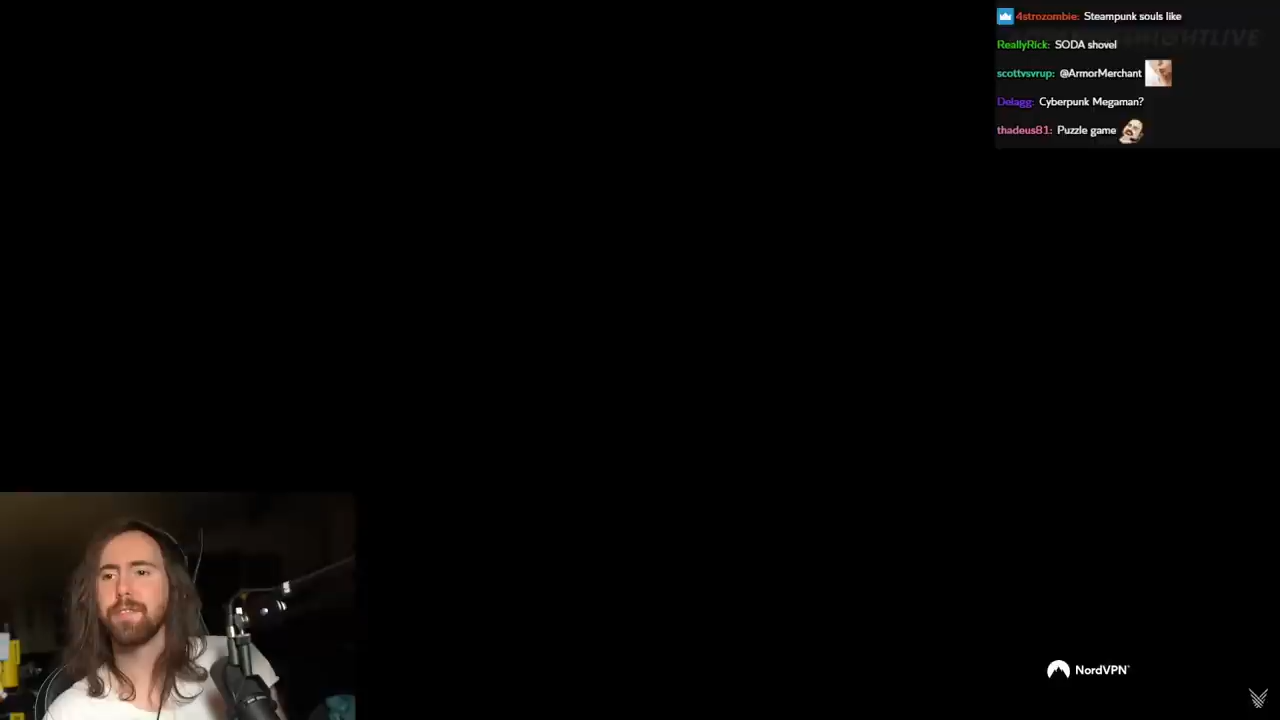 4strozombie: Steampunk souls like
ReallyRick: SODA shovel
scottvsvrup: @ArmorMerchant
Delagg: Cyberpunk Megaman?
thadeus81: Puzzle game
NordVPN